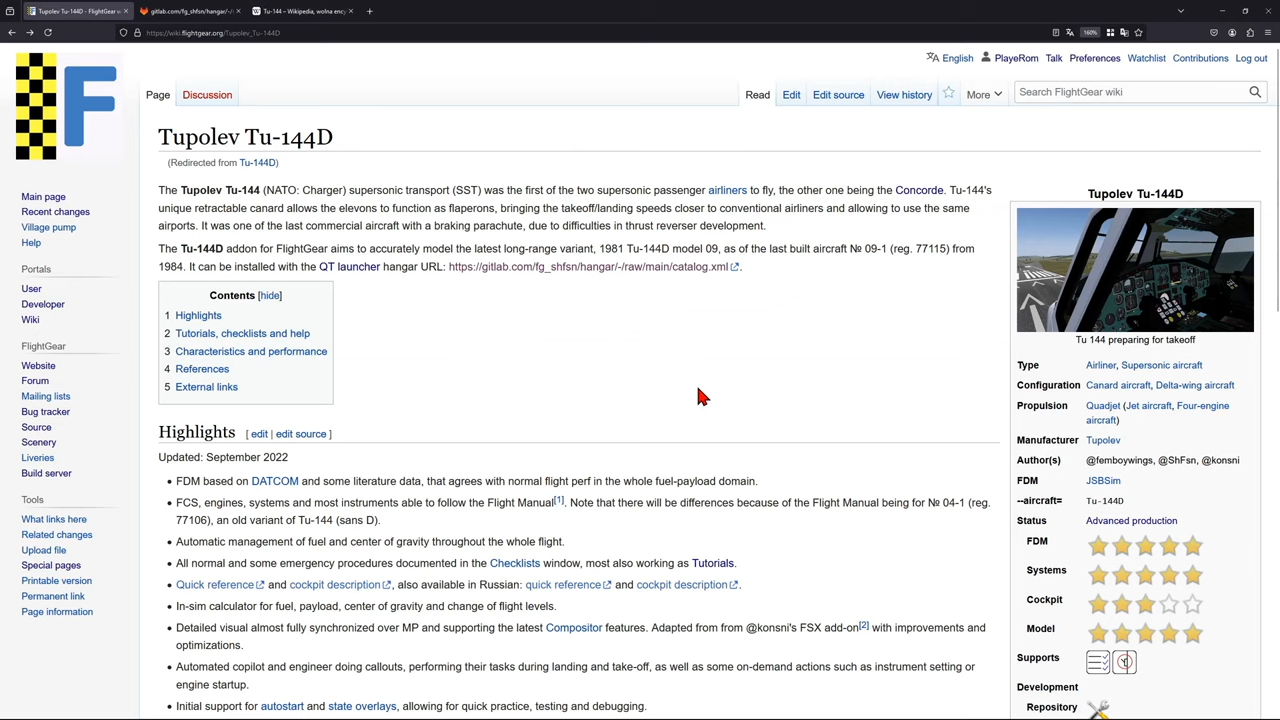 Tupolev Tu-144D - FlightGear w
gitlab.com/fg_shfsn/hangar/-/
Tu-144 – Wikipedia, wolna ency
https://wiki.flightgear.org/Tupolev_Tu-144D
160%
English PlayeRom Talk Preferences Watchlist Contributions Log out
Page Discussion Read Edit Edit source View history More
Search FlightGear wiki
F
Tupolev Tu-144D
(Redirected from Tu-144D)
The Tupolev Tu-144 (NATO: Charger) supersonic transport (SST) was the first of the two supersonic passenger airliners to fly, the other one being the Concorde. Tu-144's
unique retractable canard allows the elevons to function as flaperons, bringing the takeoff/landing speeds closer to conventional airliners and allowing to use the same
airports. It was one of the last commercial aircraft with a braking parachute, due to difficulties in thrust reverser development.
The Tu-144D addon for FlightGear aims to accurately model the latest long-range variant, 1981 Tu-144D model 09, as of the last built aircraft № 09-1 (reg. 77115) from
1984. It can be installed with the QT launcher hangar URL: https://gitlab.com/fg_shfsn/hangar/-/raw/main/catalog.xml.
Contents [hide]
1 Highlights
2 Tutorials, checklists and help
3 Characteristics and performance
4 References
5 External links
Highlights [ edit | edit source ]
Updated: September 2022
• FDM based on DATCOM and some literature data, that agrees with normal flight perf in the whole fuel-payload domain.
• FCS, engines, systems and most instruments able to follow the Flight Manual[1]. Note that there will be differences because of the Flight Manual being for № 04-1 (reg.
77106), an old variant of Tu-144 (sans D).
• Automatic management of fuel and center of gravity throughout the whole flight.
• All normal and some emergency procedures documented in the Checklists window, most also working as Tutorials.
• Quick reference and cockpit description, also available in Russian: quick reference and cockpit description.
• In-sim calculator for fuel, payload, center of gravity and change of flight levels.
• Detailed visual almost fully synchronized over MP and supporting the latest Compositor features. Adapted from from @konsni's FSX add-on[2] with improvements and
optimizations.
• Automated copilot and engineer doing callouts, performing their tasks during landing and take-off, as well as some on-demand actions such as instrument setting or
engine startup.
• Initial support for autostart and state overlays, allowing for quick practice, testing and debugging.
Main page
Recent changes
Village pump
Help
Portals
User
Developer
Wiki
FlightGear
Website
Forum
Mailing lists
Bug tracker
Source
Scenery
Liveries
Build server
Tools
What links here
Related changes
Upload file
Special pages
Printable version
Permanent link
Page information
Tupolev Tu-144D
Tu 144 preparing for takeoff
Type Airliner, Supersonic aircraft
Configuration Canard aircraft, Delta-wing aircraft
Propulsion Quadjet (Jet aircraft, Four-engine
aircraft)
Manufacturer Tupolev
Author(s) @femboywings, @ShFsn, @konsni
FDM JSBSim
--aircraft= Tu-144D
Status Advanced production
FDM
Systems
Cockpit
Model
Supports
Development
Repository